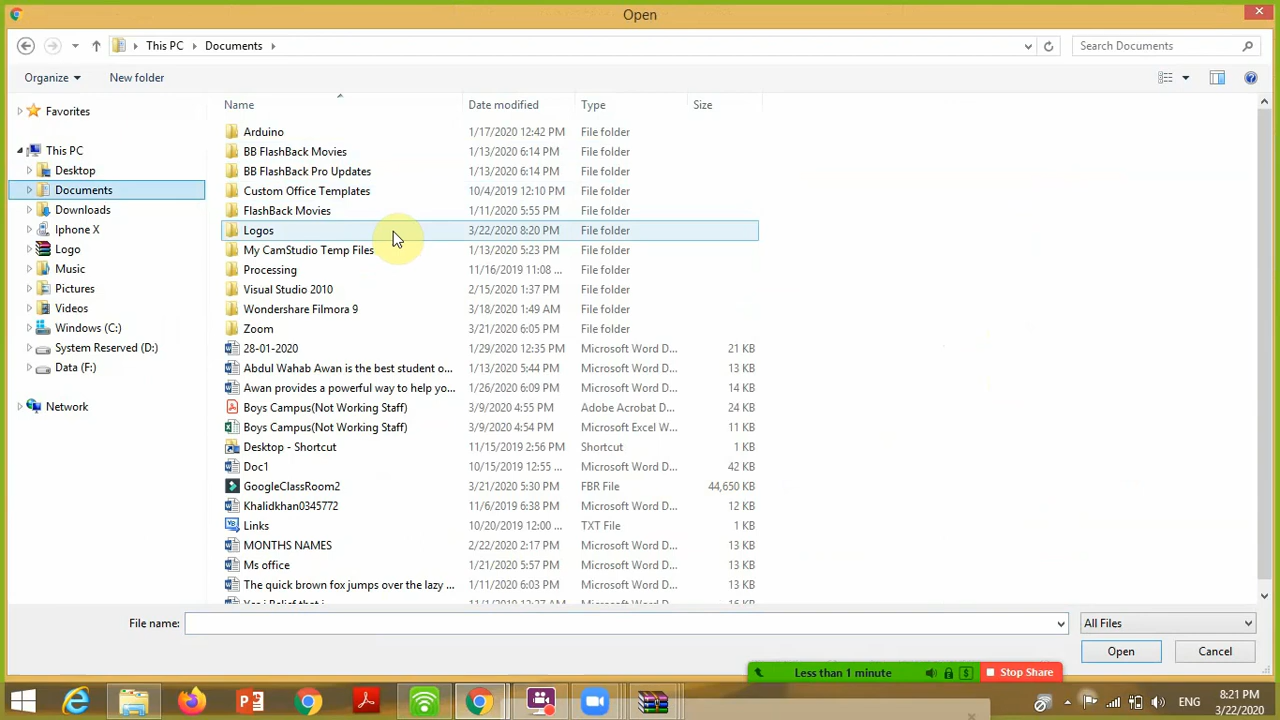 Open
This PC Documents Search Documents
Organize New folder
Name Date modified Type Size
Favorites
This PC
Desktop
Documents
Downloads
Iphone X
Logo
Music
Pictures
Videos
Windows (C:)
System Reserved (D:)
Data (F:)
Network
Arduino 1/17/2020 12:42 PM File folder
BB FlashBack Movies 1/13/2020 6:14 PM File folder
BB FlashBack Pro Updates 1/13/2020 6:14 PM File folder
Custom Office Templates 10/4/2019 12:10 PM File folder
FlashBack Movies 1/11/2020 5:55 PM File folder
Logos 3/22/2020 8:20 PM File folder
My CamStudio Temp Files 1/13/2020 5:23 PM File folder
Processing 11/16/2019 11:08 ... File folder
Visual Studio 2010 2/15/2020 1:37 PM File folder
Wondershare Filmora 9 3/18/2020 1:49 AM File folder
Zoom 3/21/2020 6:05 PM File folder
28-01-2020 1/29/2020 12:35 PM Microsoft Word D... 21 KB
Abdul Wahab Awan is the best student o... 1/13/2020 5:44 PM Microsoft Word D... 13 KB
Awan provides a powerful way to help yo... 1/26/2020 6:09 PM Microsoft Word D... 14 KB
Boys Campus(Not Working Staff) 3/9/2020 4:55 PM Adobe Acrobat D... 24 KB
Boys Campus(Not Working Staff) 3/9/2020 4:54 PM Microsoft Excel W... 11 KB
Desktop - Shortcut 11/15/2019 2:56 PM Shortcut 1 KB
Doc1 10/15/2019 12:55 ... Microsoft Word D... 42 KB
GoogleClassRoom2 3/21/2020 5:30 PM FBR File 44,650 KB
Khalidkhan0345772 11/6/2019 6:38 PM Microsoft Word D... 12 KB
Links 10/20/2019 12:00 ... TXT File 1 KB
MONTHS NAMES 2/22/2020 2:17 PM Microsoft Word D... 13 KB
Ms office 1/21/2020 5:57 PM Microsoft Word D... 13 KB
The quick brown fox jumps over the lazy ... 1/11/2020 6:03 PM Microsoft Word D... 13 KB
File name: All Files
Open Cancel
Less than 1 minute Stop Share
ENG 8:21 PM
3/22/2020